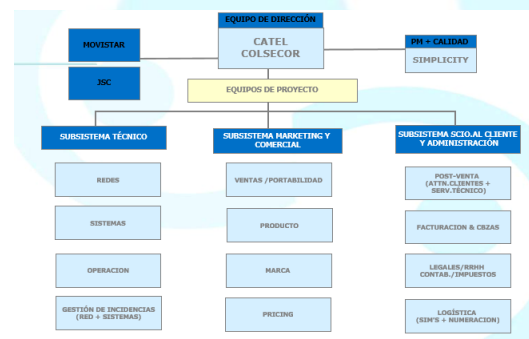 EQUIPO DE DIRECCIÓN
CATEL
COLSECOR
MOVISTAR
JSC
PM + CALIDAD
SIMPLICITY
EQUIPOS DE PROYECTO
SUBSISTEMA TÉCNICO
REDES
SISTEMAS
OPERACION
GESTIÓN DE INCIDENCIAS
(RED + SISTEMAS)
SUBSISTEMA MARKETING Y
COMERCIAL
VENTAS /PORTABILIDAD
PRODUCTO
MARCA
PRICING
SUBSISTEMA SCIO.AL CLIENTE
Y ADMINISTRACIÓN
POST-VENTA
(ATTN.CLIENTES +
SERV.TÉCNICO)
FACTURACION & CBZAS
LEGALES/RRHH
CONTAB./IMPUESTOS
LOGÍSTICA
(SIM'S + NUMERACION)